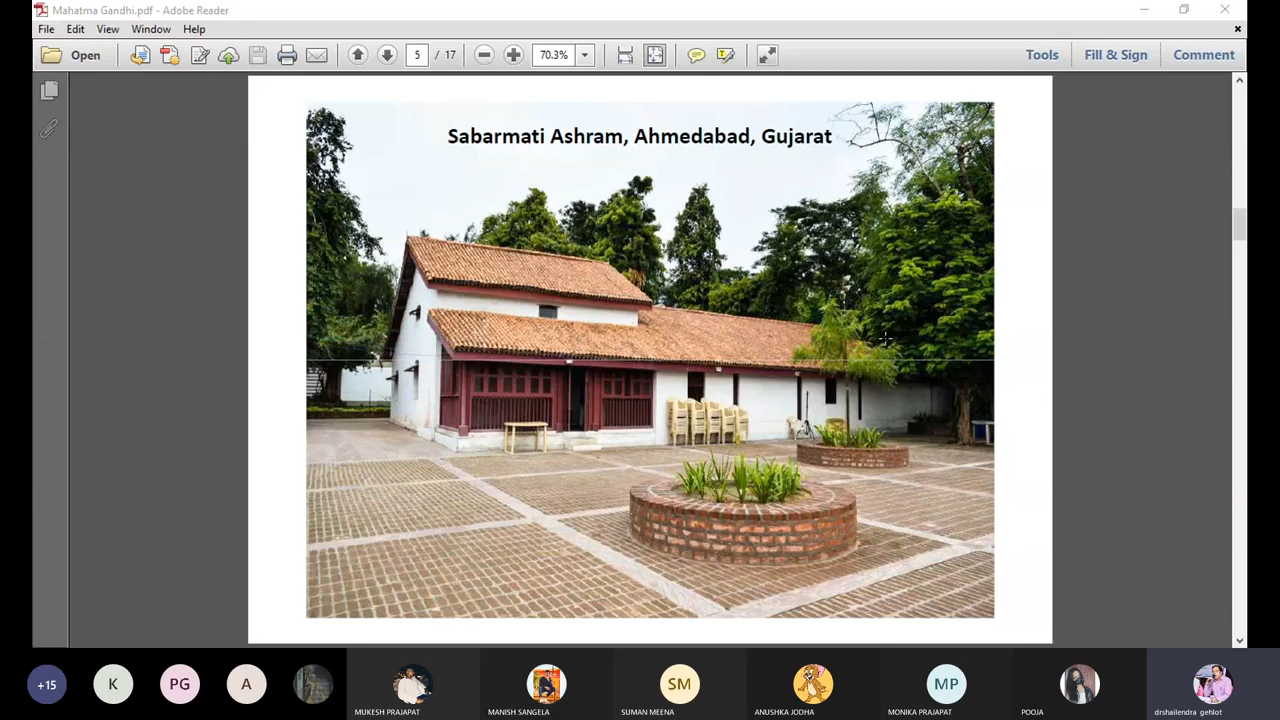 Mahatma Gandhi.pdf - Adobe Reader
File Edit View Window Help
Open 5 / 17 70.3% Tools Fill & Sign Comment
Sabarmati Ashram, Ahmedabad, Gujarat
+15 K PG A SM MP
MUKESH PRAJAPAT MANISH SANGELA SUMAN MEENA ANUSHKA JODHA MONIKA PRAJAPAT POOJA drshailendra gehlot